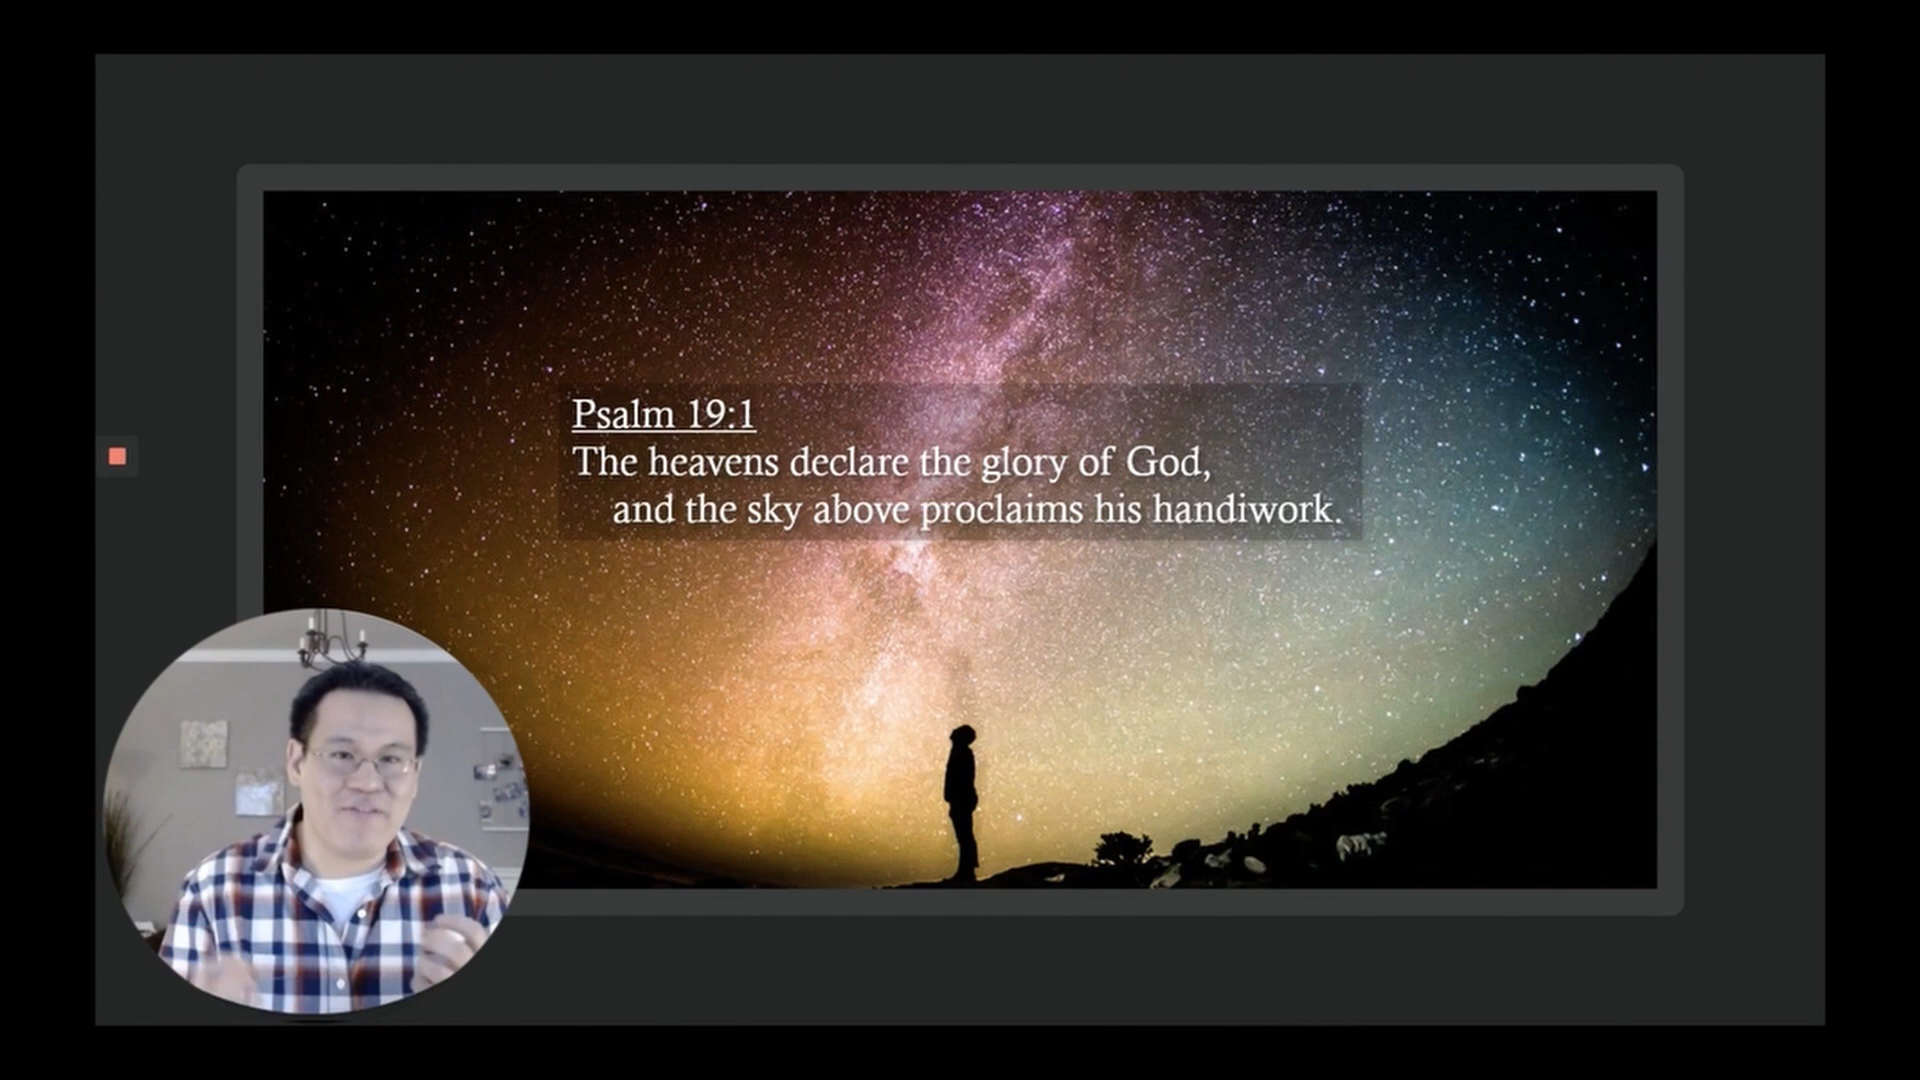 Psalm 19:1
The heavens declare the glory of God,
and the sky above proclaims his handiwork.